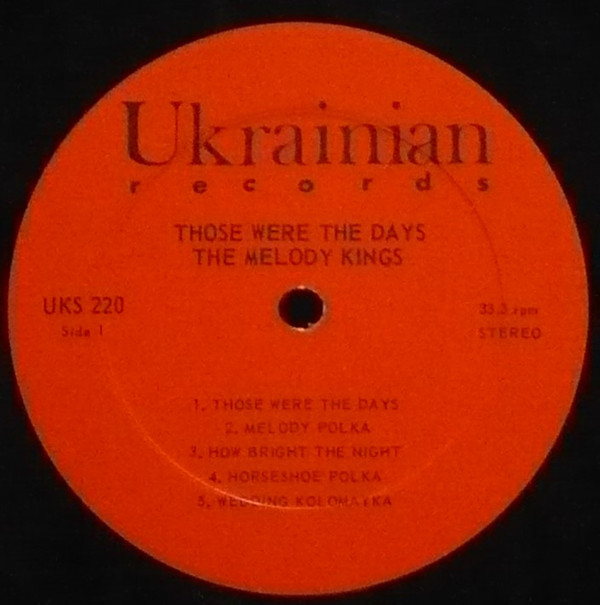 Ukrainian
records
THOSE WERE THE DAYS
THE MELODY KINGS
UKS 220
Side 1
33.3 rpm
STEREO
1. THOSE WERE THE DAYS
2. MELODY POLKA
3. HOW BRIGHT THE NIGHT
4. HORSESHOE POLKA
5. WEDDING KOLOMAYKA